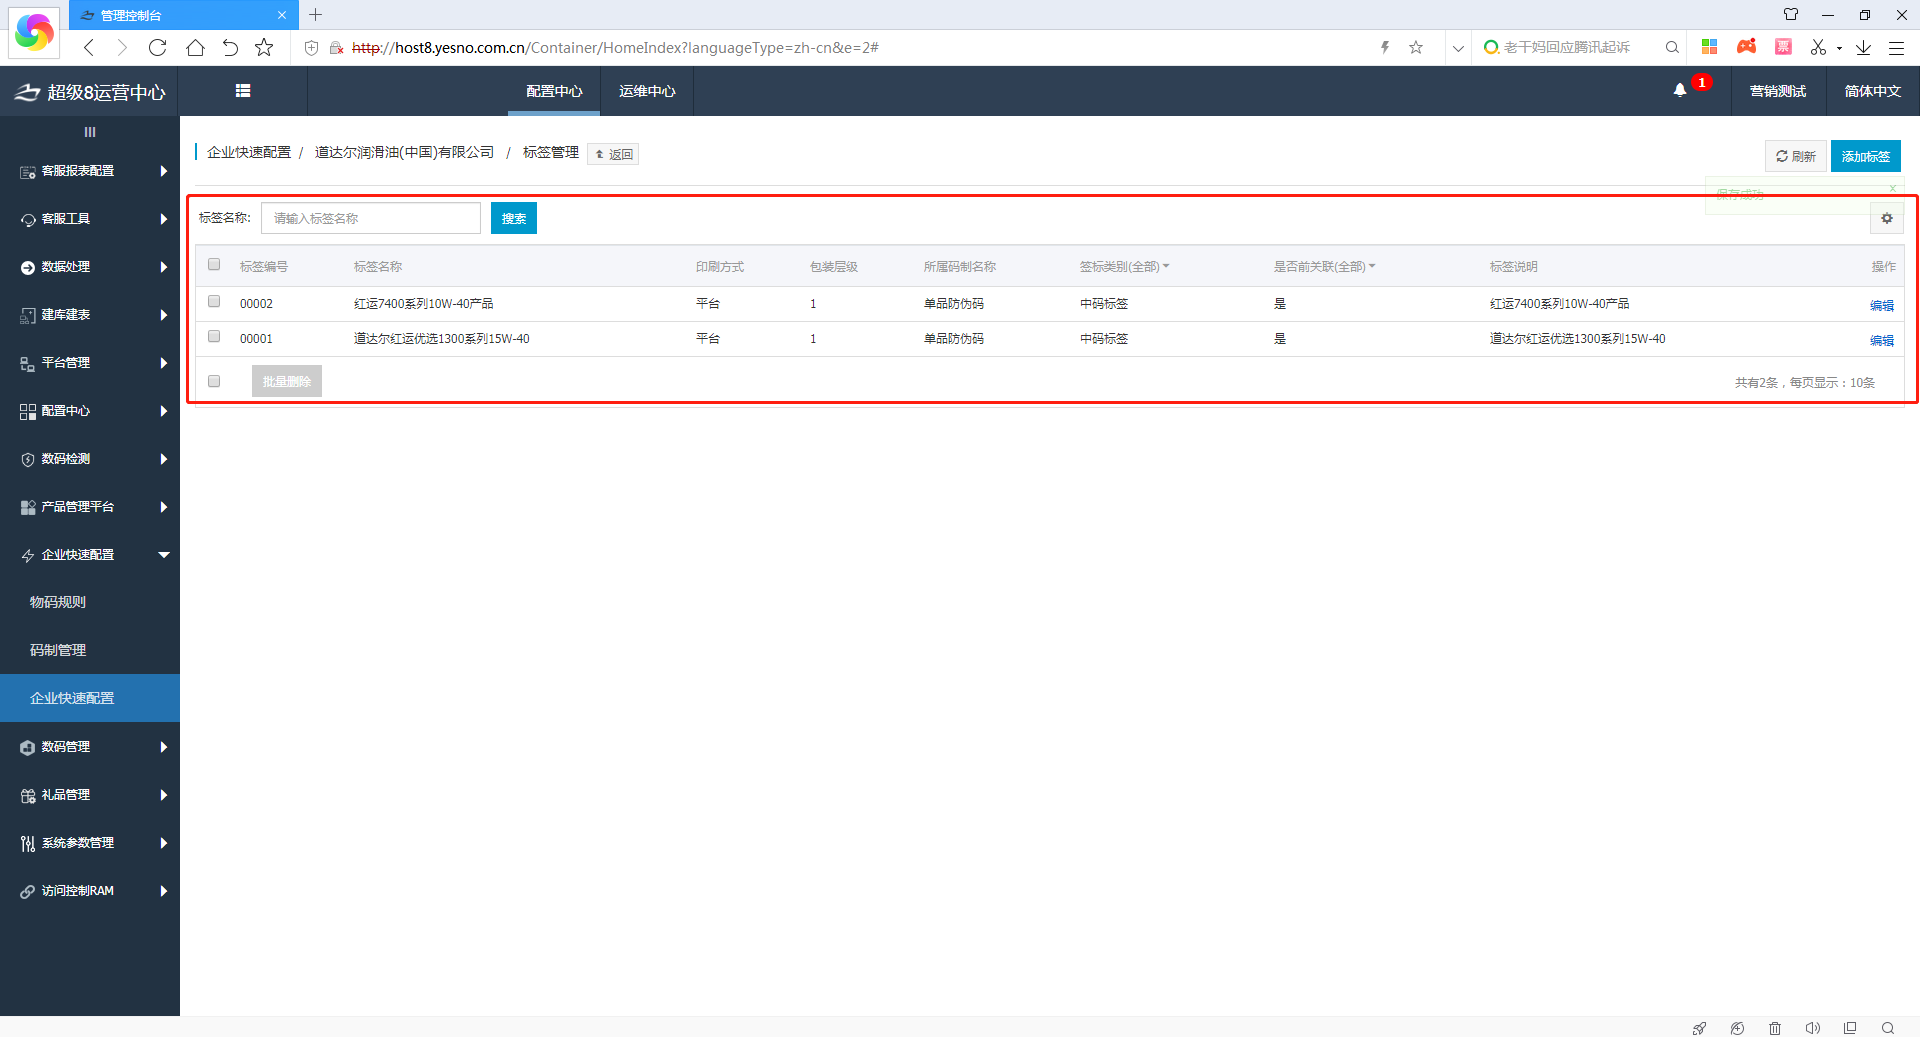 管理控制台
http://host8.yesno.com.cn/Container/HomeIndex?languageType=zh-cn&e=2#
老干妈回应腾讯起诉
票
超级8运营中心
配置中心
运维中心
1
营销测试
简体中文
客服报表配置
客服工具
数据处理
建库建表
平台管理
配置中心
数码检测
产品管理平台
企业快速配置
物码规则
码制管理
企业快速配置
数码管理
礼品管理
系统参数管理
访问控制RAM
企业快速配置 / 道达尔润滑油(中国)有限公司 / 标签管理 返回
刷新 添加标签
保存成功 x
标签名称: 请输入标签名称 搜索
标签编号 标签名称 印刷方式 包装层级 所属码制名称 签标类别(全部) 是否前关联(全部) 标签说明 操作
00002 红运7400系列10W-40产品 平台 1 单品防伪码 中码标签 是 红运7400系列10W-40产品 编辑
00001 道达尔红运优选1300系列15W-40 平台 1 单品防伪码 中码标签 是 道达尔红运优选1300系列15W-40 编辑
批量删除 共有2条，每页显示：10条